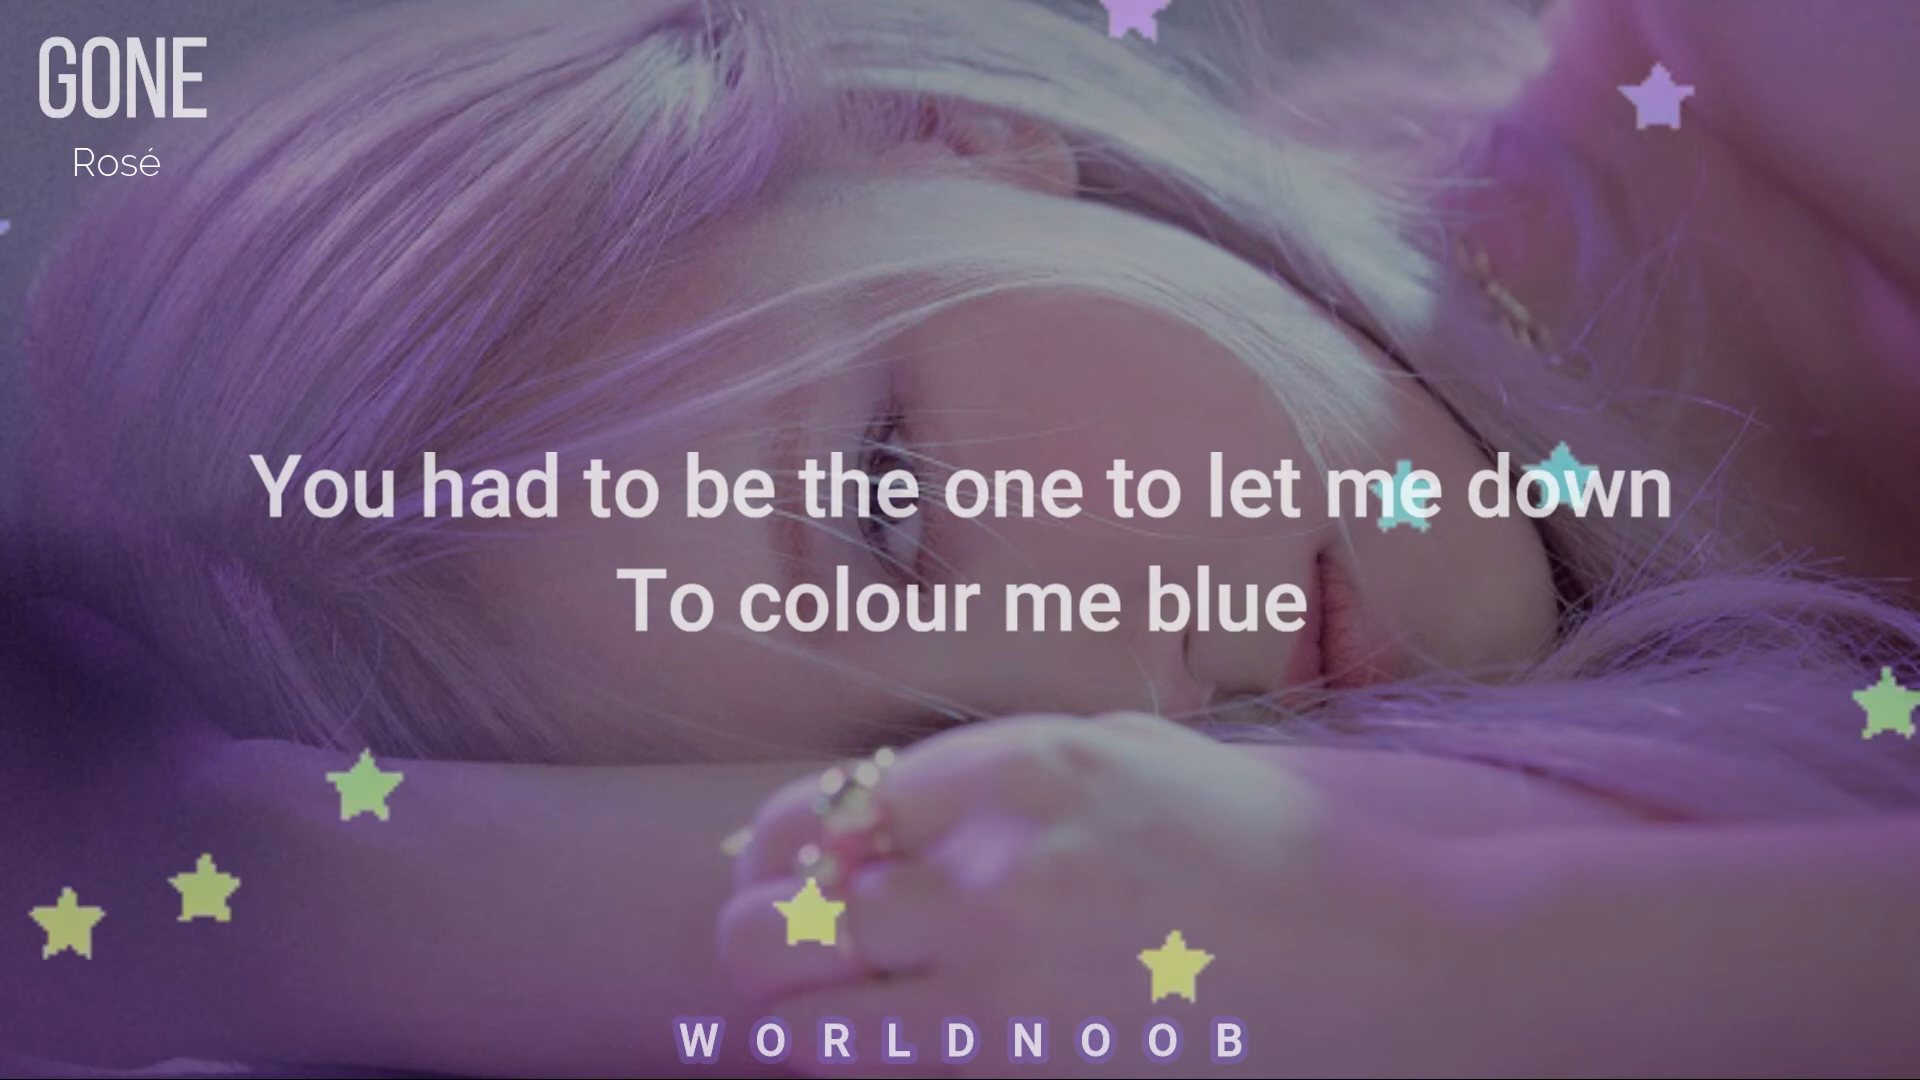 GONE
Rosé
You had to be the one to let me down
To colour me blue
WORLDNOOB